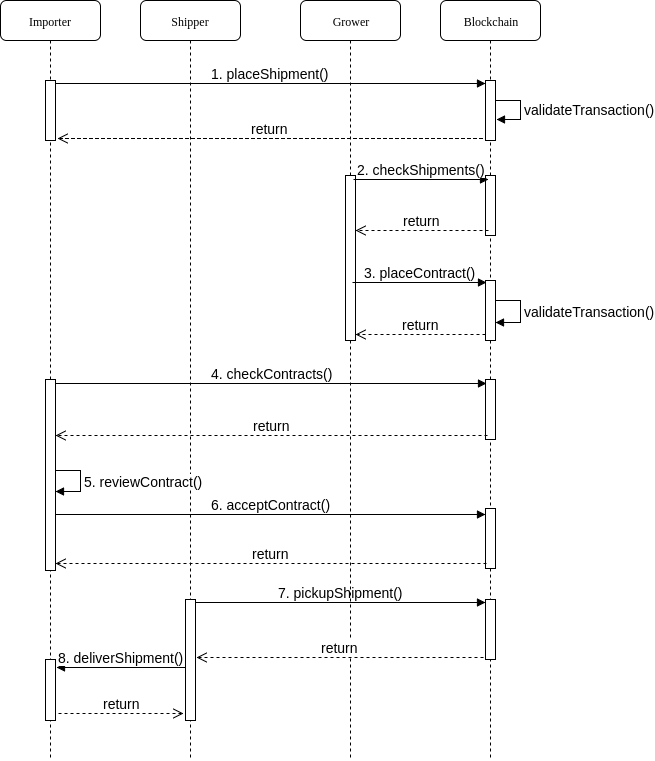 Importer
Shipper
Grower
Blockchain
1. placeShipment()
validateTransaction()
return
2. checkShipments()
return
3. placeContract()
validateTransaction()
return
4. checkContracts()
return
5. reviewContract()
6. acceptContract()
return
7. pickupShipment()
return
8. deliverShipment()
return